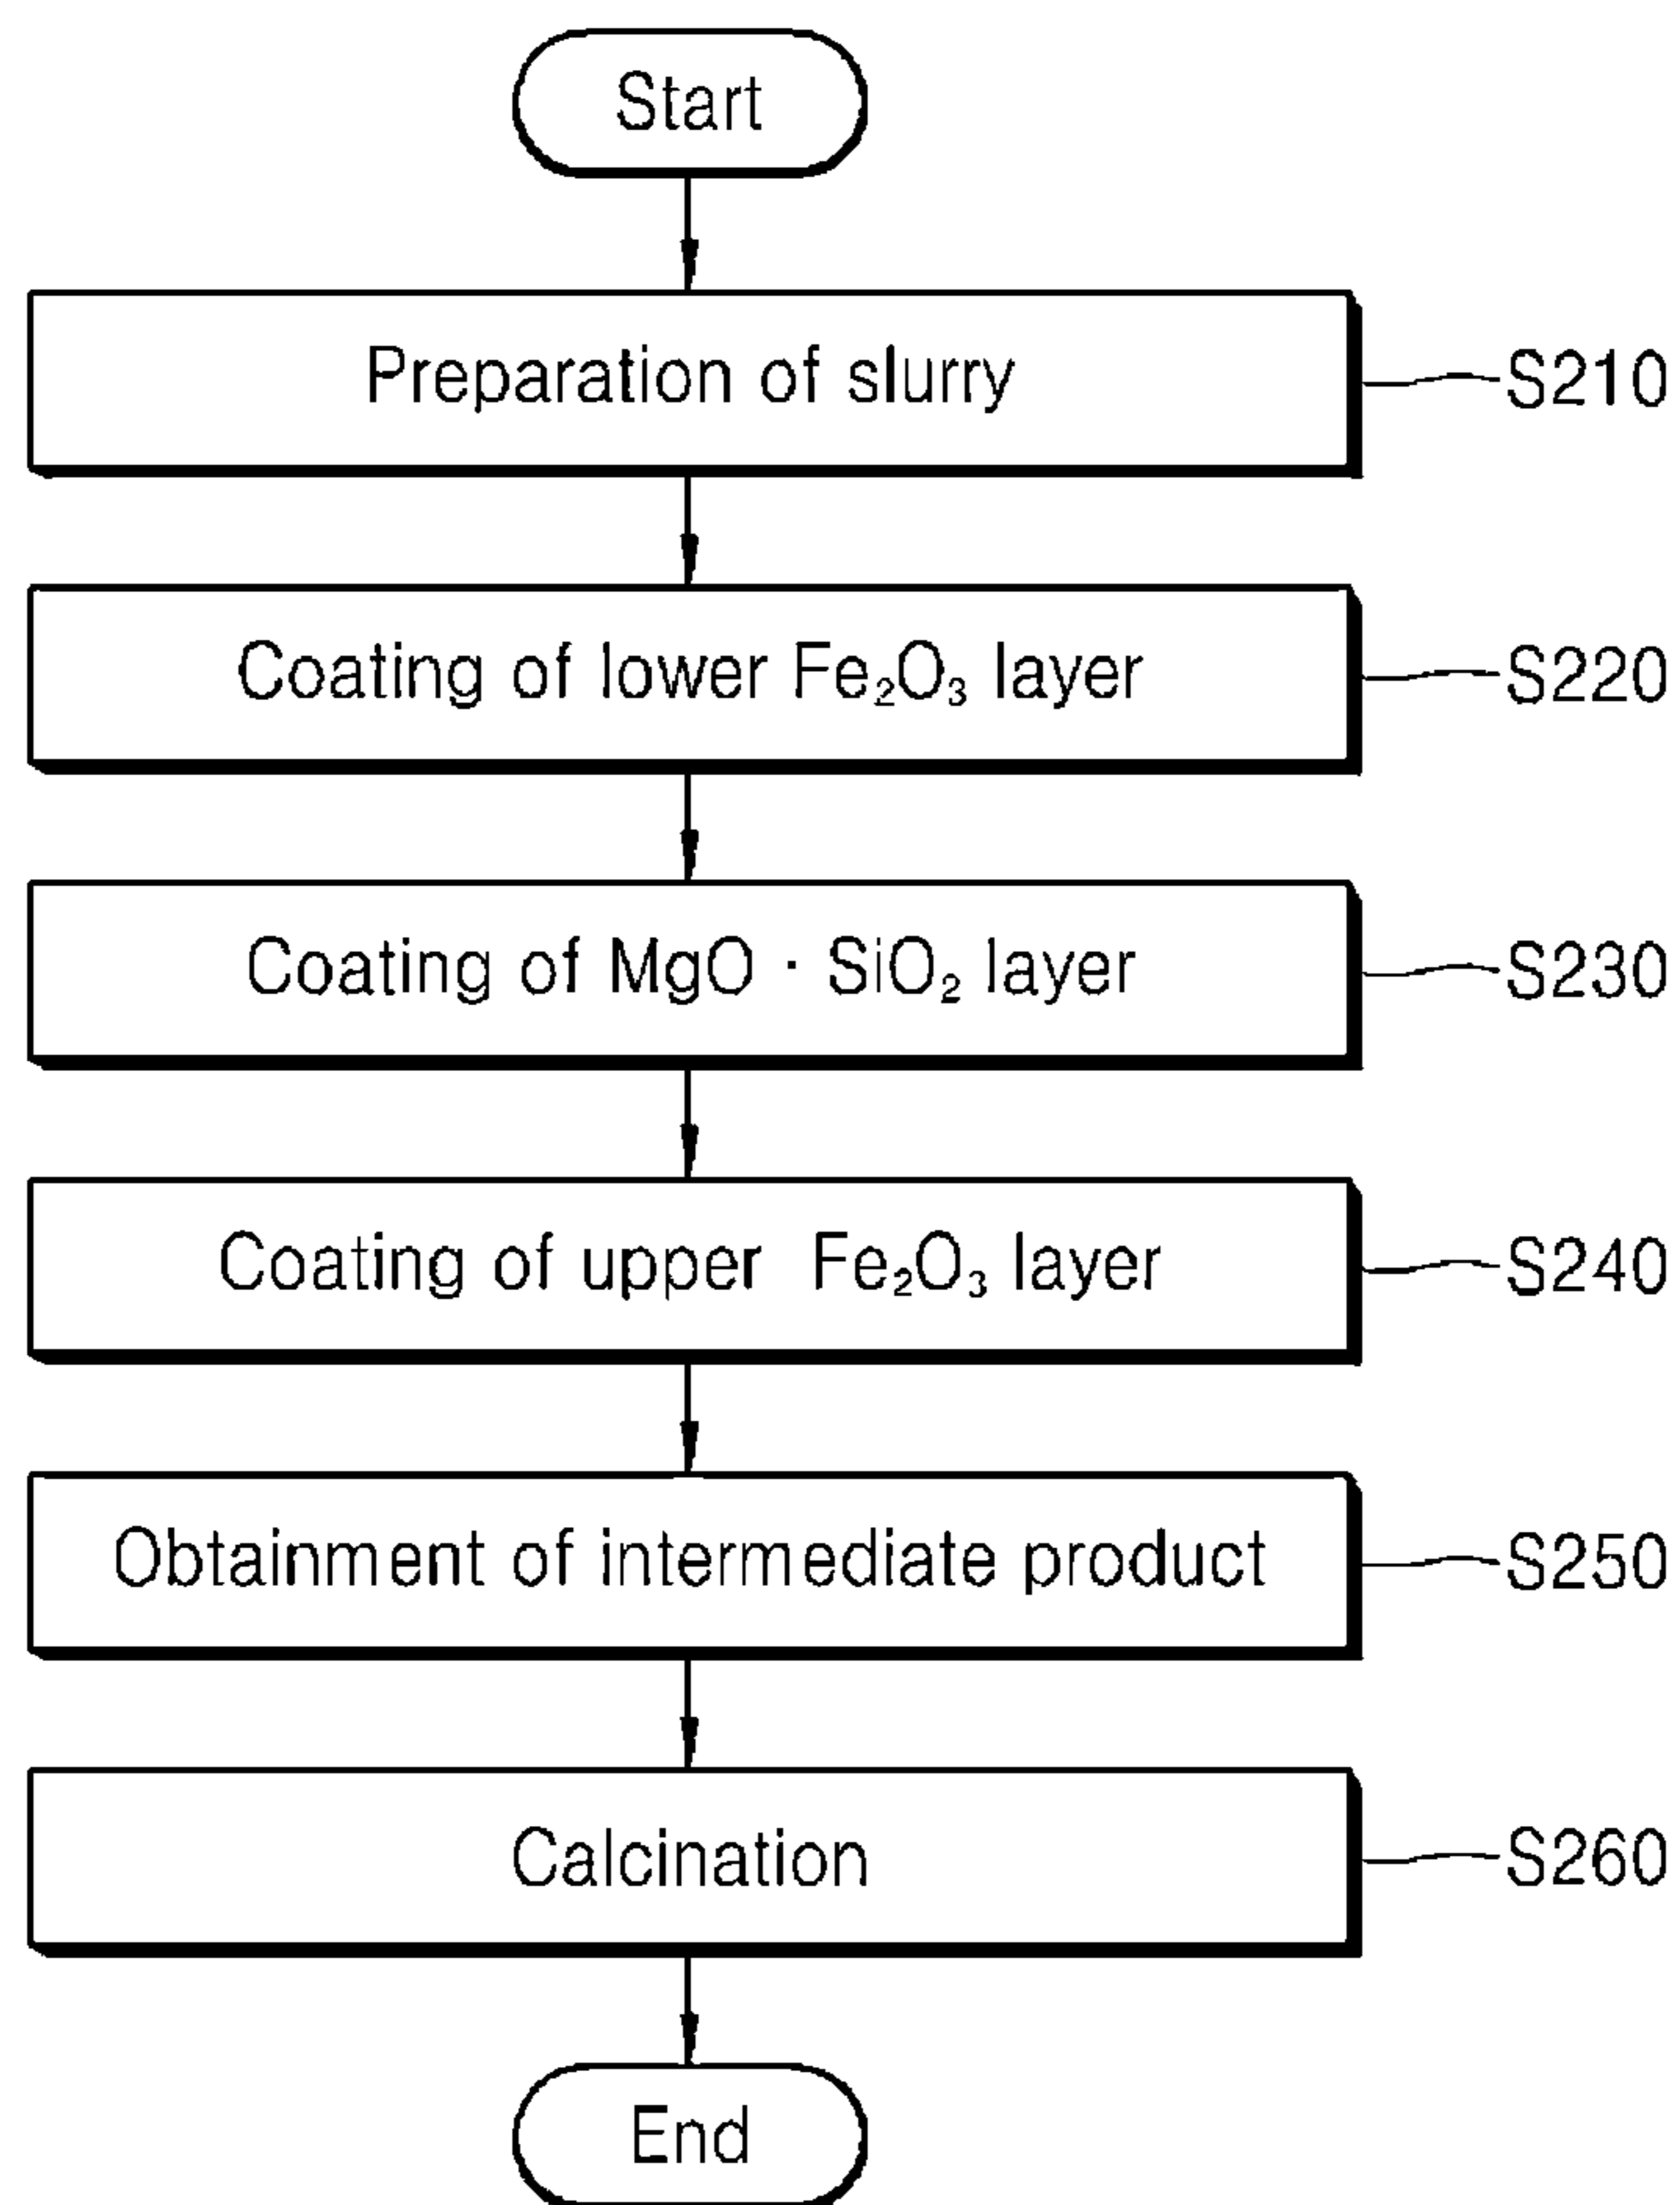 Start
Preparation of slurry S210
Coating of lower Fe₂O₃ layer S220
Coating of MgO · SiO₂ layer S230
Coating of upper Fe₂O₃ layer S240
Obtainment of intermediate product S250
Calcination S260
End